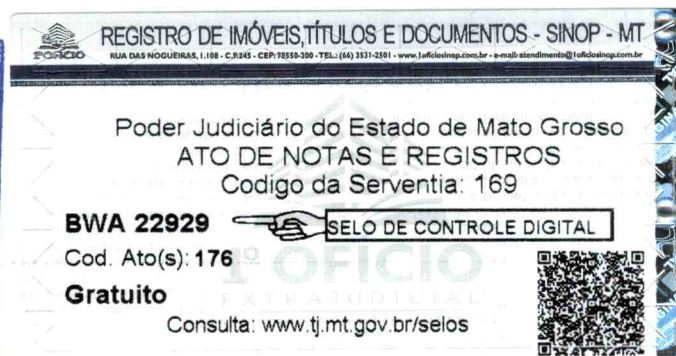 REGISTRO DE IMÓVEIS,TÍTULOS E DOCUMENTOS - SINOP - MT
1º OFÍCIO
RUA DAS NOGUEIRAS, 1.108 - C.P.245 - CEP: 78550-200 - TEL.: (66) 3531-2501 - www.1oficiosinop.com.br - e-mail: atendimento@1oficiosinop.com.br
Poder Judiciário do Estado de Mato Grosso
ATO DE NOTAS E REGISTROS
Codigo da Serventia: 169
BWA 22929
SELO DE CONTROLE DIGITAL
Cod. Ato(s): 176
1º OFÍCIO
Gratuito
EXTRAJUDICIAL
Consulta: www.tj.mt.gov.br/selos